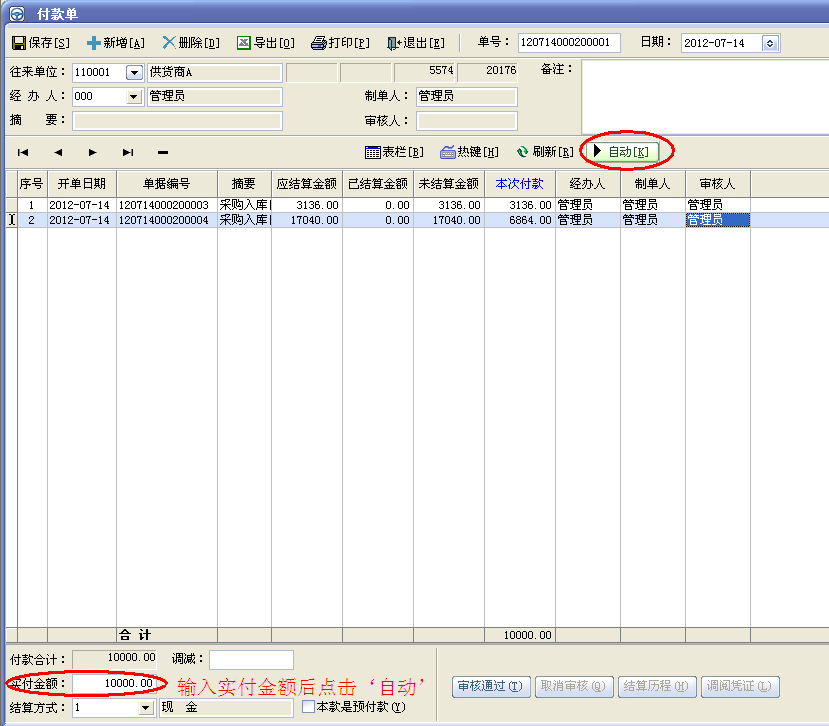 付款单
保存[S] 新增[A] 删除[D] 导出[O] 打印[P] 退出[E] 单号： 120714000200001 日期： 2012-07-14
往来单位： 110001 供货商A 5574 20176 备注：
经 办 人： 000 管理员 制单人： 管理员
摘 要： 审核人：
表栏[B] 热键[H] 刷新[R] 自动[K]
序号 开单日期 单据编号 摘要 应结算金额 已结算金额 未结算金额 本次付款 经办人 制单人 审核人
1 2012-07-14 120714000200003 采购入库 3136.00 0.00 3136.00 3136.00 管理员 管理员 管理员
2 2012-07-14 120714000200004 采购入库 17040.00 0.00 17040.00 6864.00 管理员 管理员 管理员
合 计 10000.00
付款合计： 10000.00 调减：
实付金额： 10000.00 输入实付金额后点击‘自动’ 审核通过(T) 取消审核(Q) 结算历程(H) 调阅凭证(L)
结算方式： 1 现 金 本款是预付款(Y)